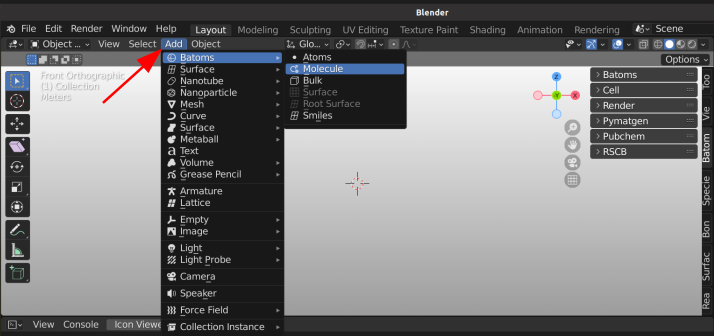 Blender
File Edit Render Window Help Layout Modeling Sculpting UV Editing Texture Paint Shading Animation Rendering Scene
Object ... View Select Add Object Glo...
Options
Front Orthographic
(1) Collection
Meters
Batoms
Surface
Nanotube
Nanoparticle
Mesh
Curve
Surface
Metaball
Text
Volume
Grease Pencil
Armature
Lattice
Empty
Image
Light
Light Probe
Camera
Speaker
Force Field
Collection Instance
Atoms
Molecule
Bulk
Surface
Root Surface
Smiles
Z
Y
X
Batoms
Cell
Render
Pymatgen
Pubchem
RSCB
Too
Vie
Batom
Specie
Bon
Surfac
Rea
View Console Icon Viewe